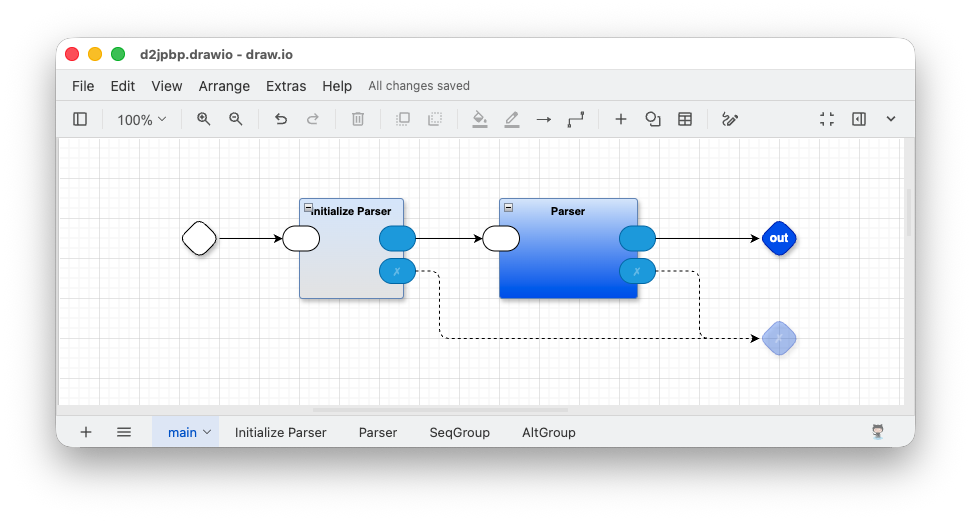 d2jpbp.drawio - draw.io
File Edit View Arrange Extras Help All changes saved
100%
Initialize Parser
Parser
out
✗
✗
✗
main Initialize Parser Parser SeqGroup AltGroup